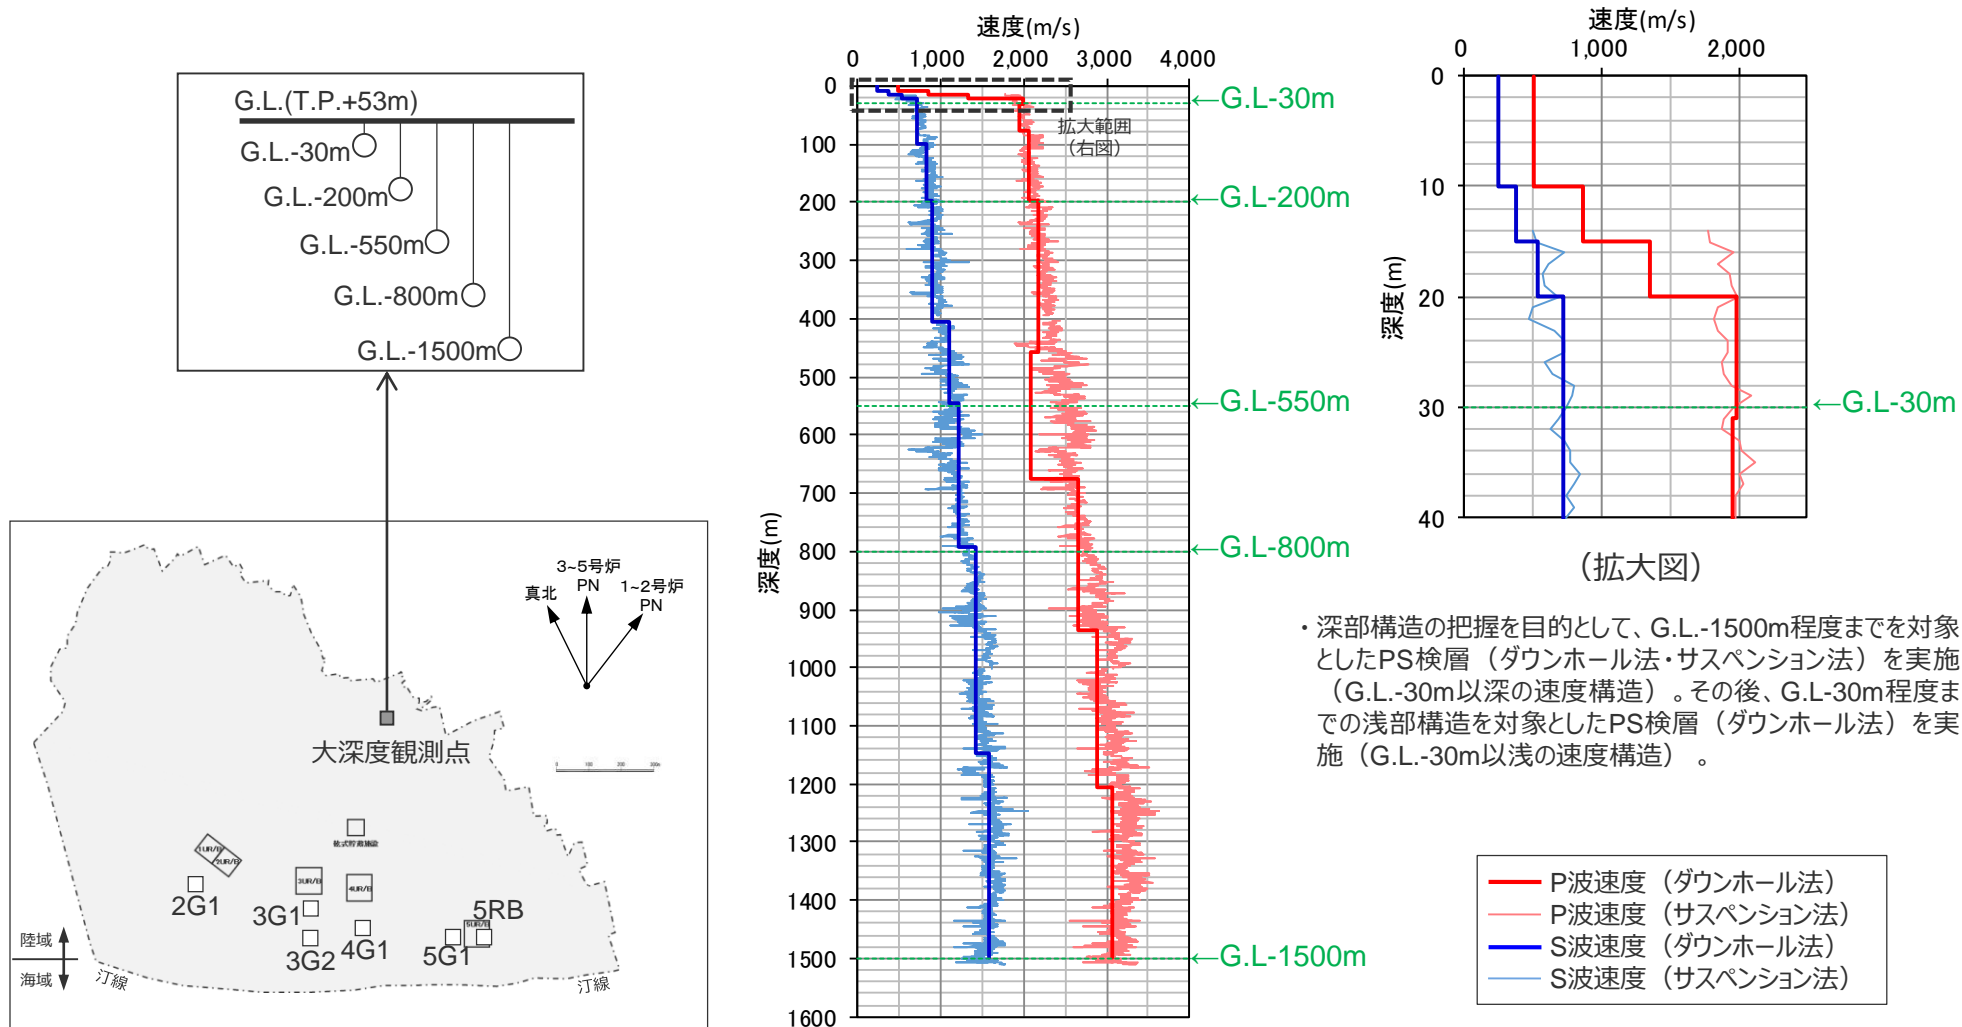 G.L.(T.P.+53m)
G.L.-30m
G.L.-200m
G.L.-550m
G.L.-800m
G.L.-1500m
真北
3~5号炉
PN
1~2号炉
PN
大深度観測点
0 100 200 300m
1UR/B
2UR/B
3UR/B
4UR/B
5UR/B
2G1
3G1
3G2
4G1
5G1
5RB
陸域
海域
汀線
汀線
速度(m/s)
0 1,000 2,000 3,000 4,000
深度(m)
0
100
200
300
400
500
600
700
800
900
1000
1100
1200
1300
1400
1500
1600
拡大範囲
(右図)
←G.L-30m
←G.L-200m
←G.L-550m
←G.L-800m
←G.L-1500m
速度(m/s)
0 1,000 2,000
深度(m)
0
10
20
30
40
←G.L-30m
(拡大図)
・深部構造の把握を目的として、G.L.-1500m程度までを対象
としたPS検層（ダウンホール法・サスペンション法）を実施
（G.L.-30m以深の速度構造）。その後、G.L-30m程度ま
での浅部構造を対象としたPS検層（ダウンホール法）を実
施（G.L.-30m以浅の速度構造）。
P波速度（ダウンホール法）
P波速度（サスペンション法）
S波速度（ダウンホール法）
S波速度（サスペンション法）